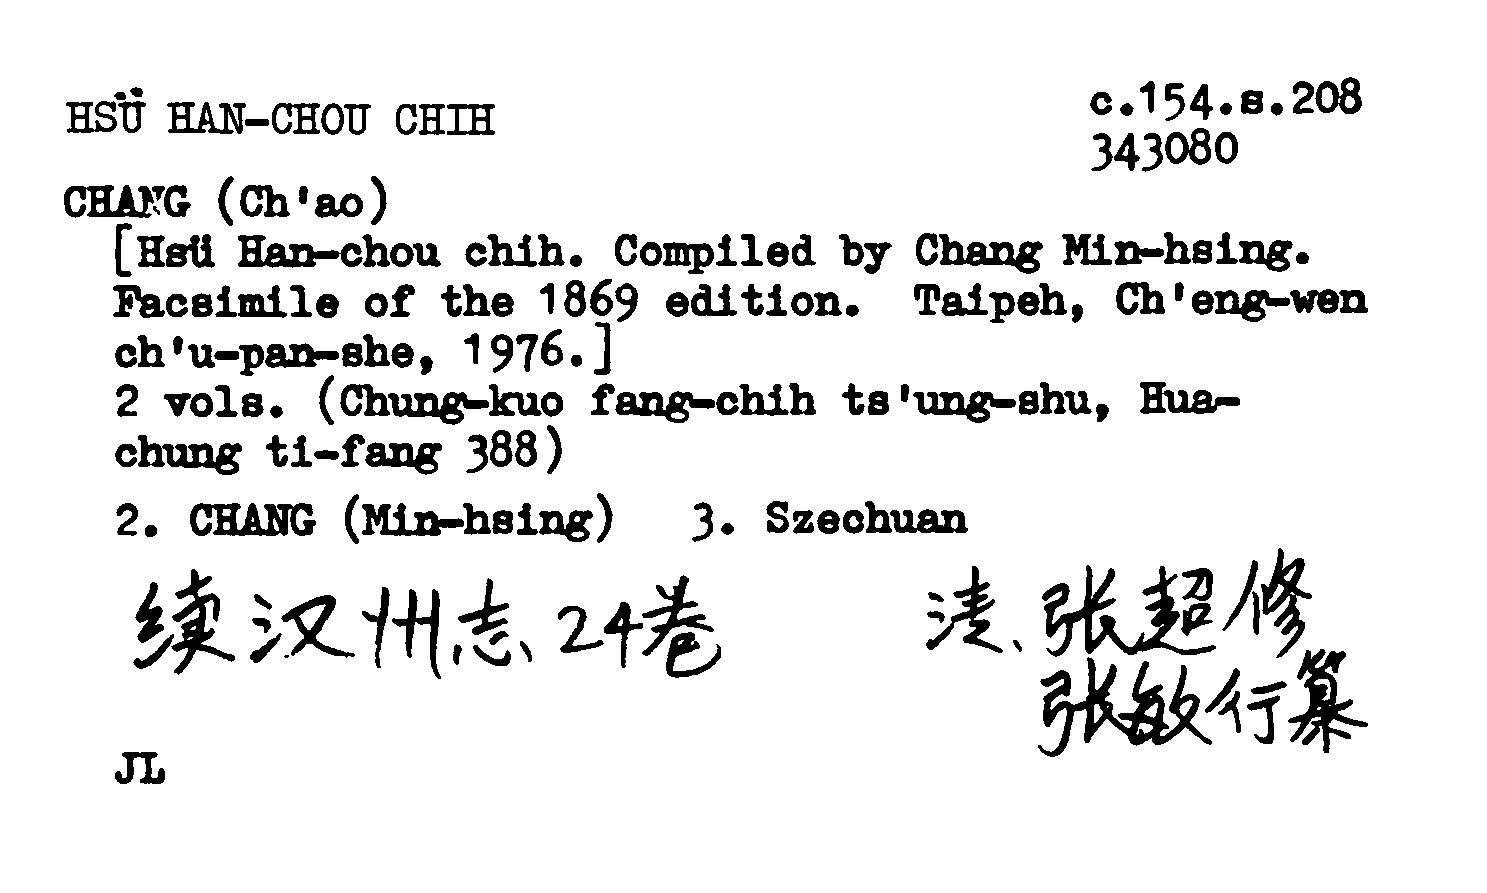 HSÜ HAN-CHOU CHIH
c.154.s.208
343080
CHANG (Ch'ao)
[Hsü Han-chou chih. Compiled by Chang Min-hsing.
Facsimile of the 1869 edition. Taipeh, Ch'eng-wen
ch'u-pan-she, 1976.]
2 vols. (Chung-kuo fang-chih ts'ung-shu, Hua-
chung ti-fang 388)
2. CHANG (Min-hsing) 3. Szechuan
续汉州志24卷
清、张超修
张敏行纂
JL